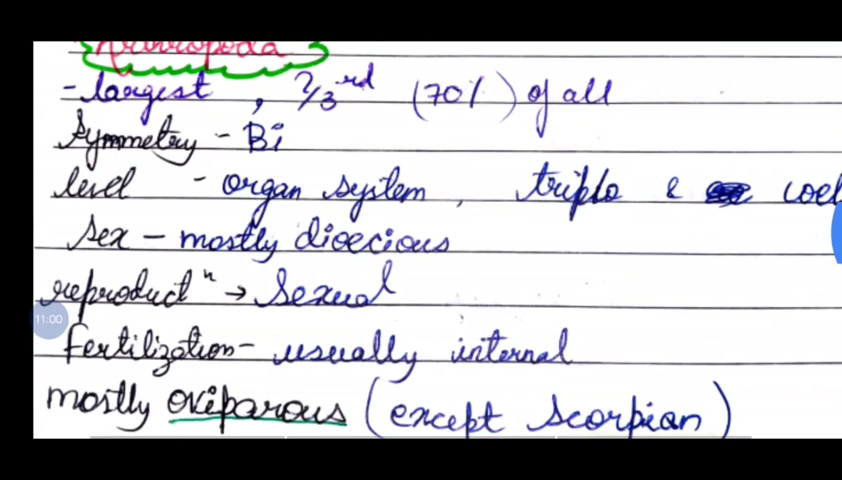 Arthropoda
- largest , 2/3rd (70%) of all
Symmetry - Bi
level - organ system, triplo & coel
Sex - mostly dioecious
reproductn → Sexual
11:00
fertilization - usually internal
mostly oviparous (except Scorpian)